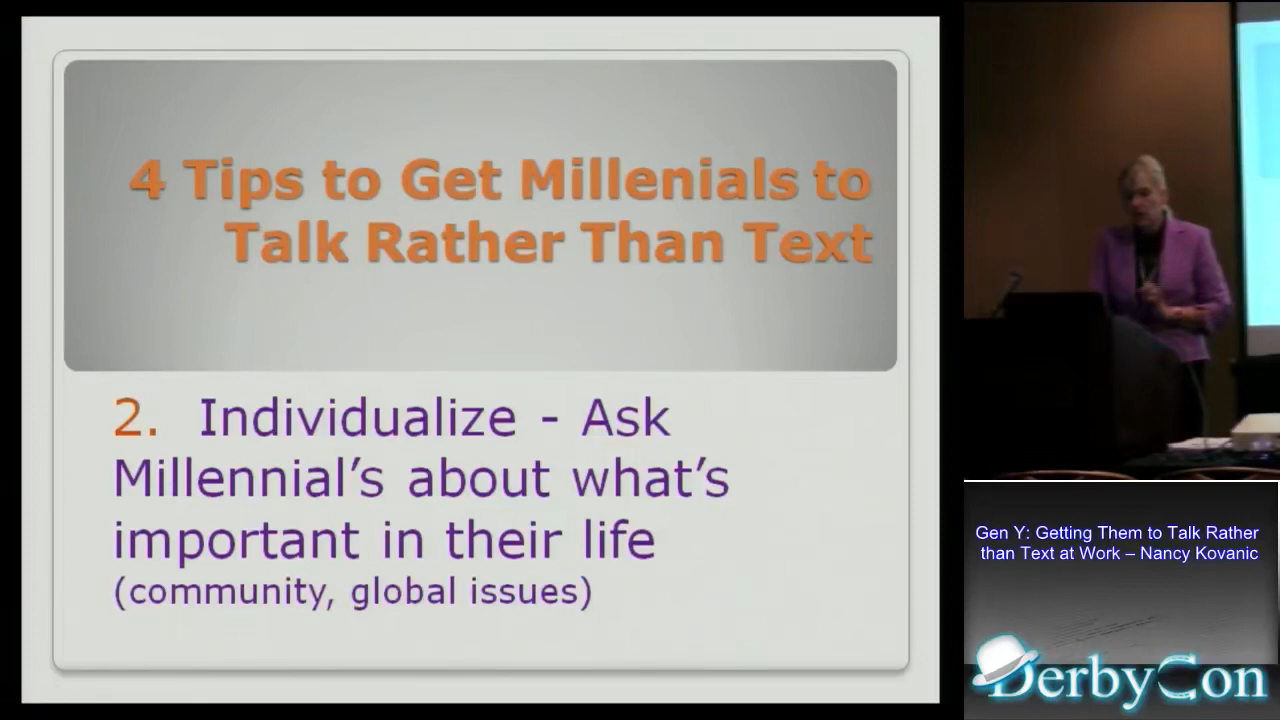 4 Tips to Get Millenials to
Talk Rather Than Text
2. Individualize - Ask
Millennial’s about what’s
important in their life
(community, global issues)
Gen Y: Getting Them to Talk Rather
than Text at Work – Nancy Kovanic
DerbyCon